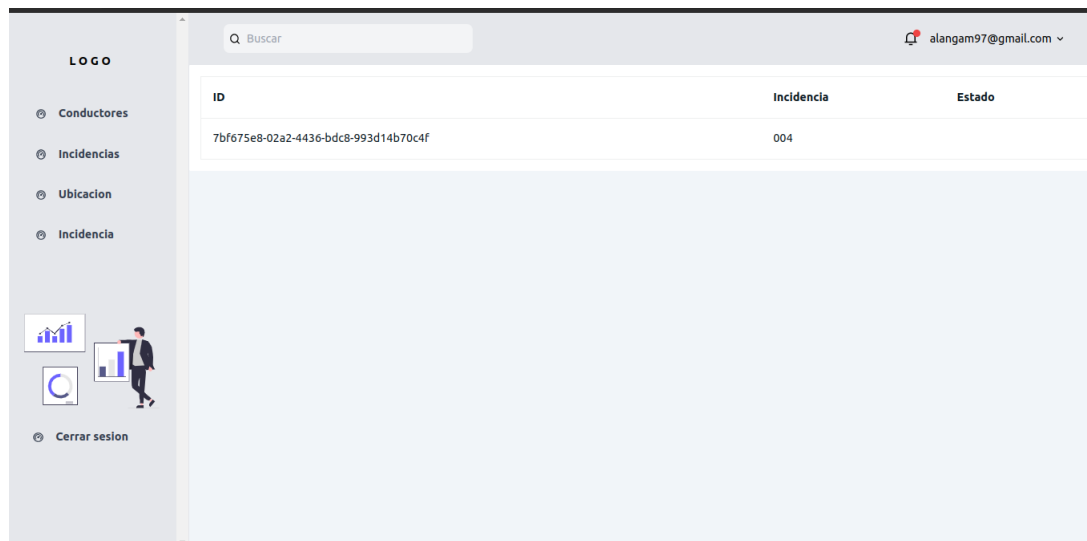 LOGO
Conductores
Incidencias
Ubicacion
Incidencia
Cerrar sesion
Buscar
alangam97@gmail.com
ID Incidencia Estado
7bf675e8-02a2-4436-bdc8-993d14b70c4f 004